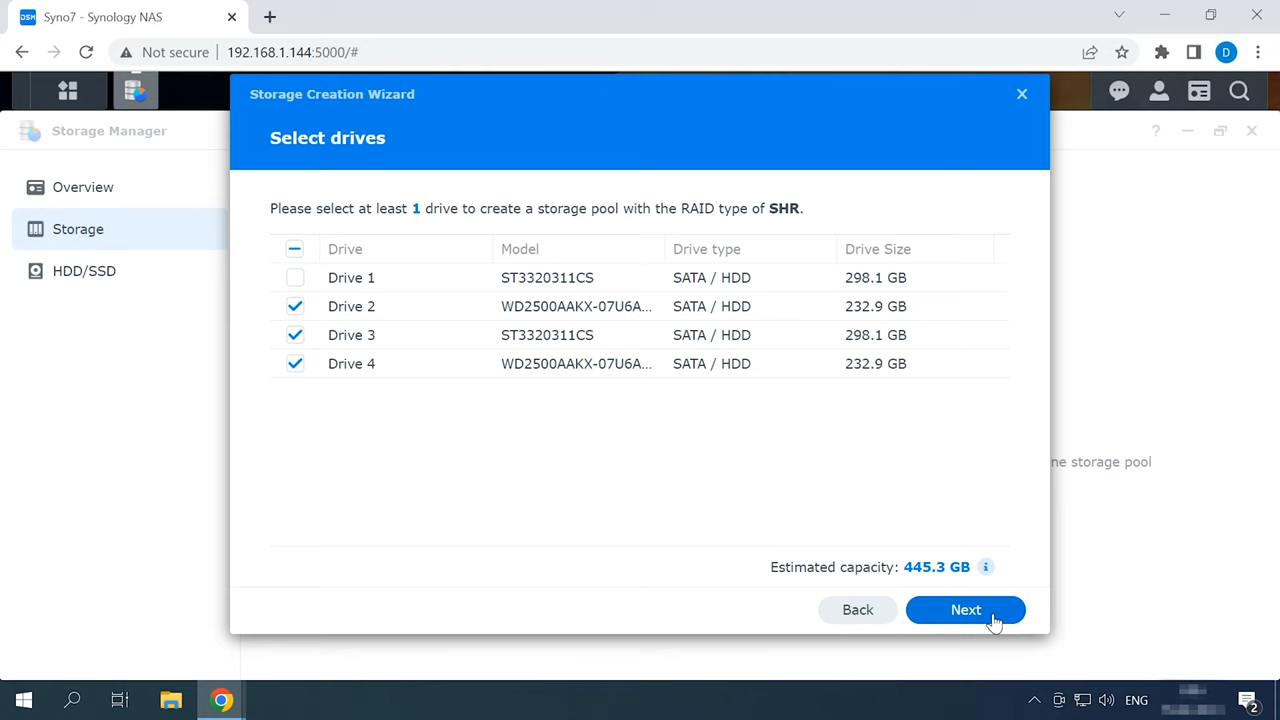 Syno7 - Synology NAS
Not secure
192.168.1.144:5000/#
D
Storage Creation Wizard
Select drives
Storage Manager
Overview
Storage
HDD/SSD
Please select at least 1 drive to create a storage pool with the RAID type of SHR.
Drive Model Drive type Drive Size
Drive 1 ST3320311CS SATA / HDD 298.1 GB
Drive 2 WD2500AAKX-07U6A... SATA / HDD 232.9 GB
Drive 3 ST3320311CS SATA / HDD 298.1 GB
Drive 4 WD2500AAKX-07U6A... SATA / HDD 232.9 GB
ne storage pool
Estimated capacity: 445.3 GB
Back
Next
ENG
2